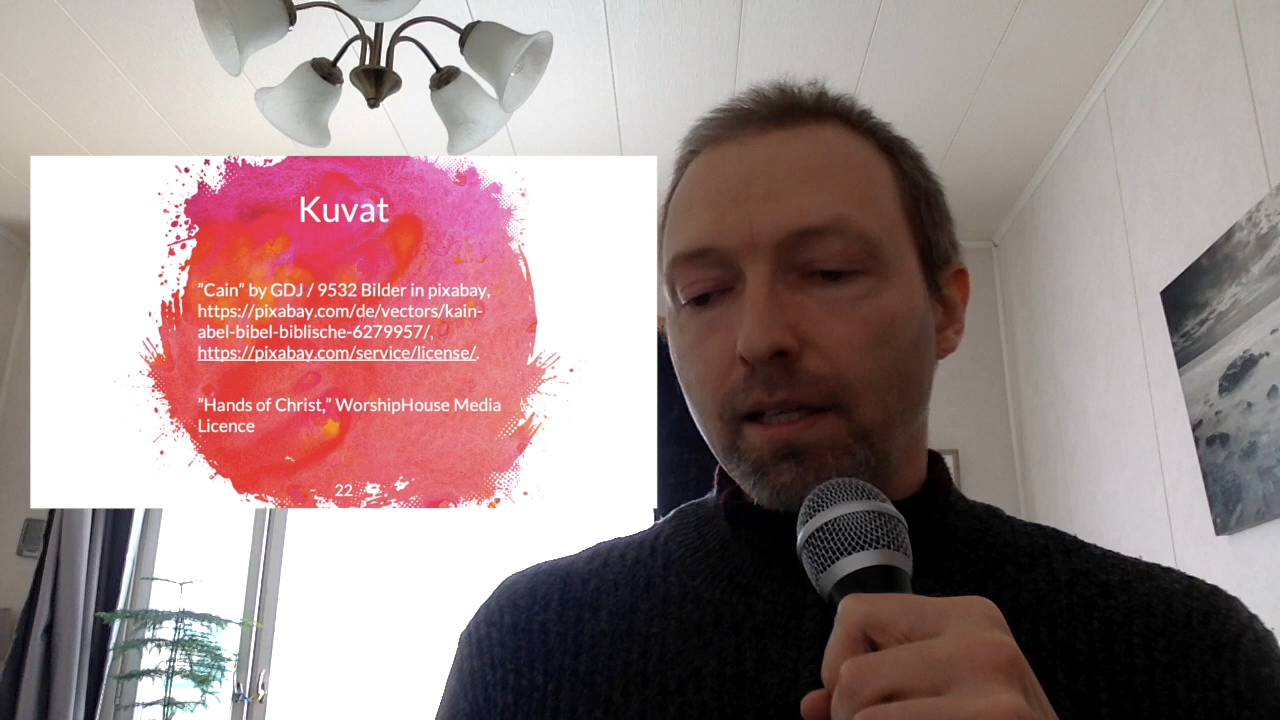 Kuvat
”Cain” by GDJ / 9532 Bilder in pixabay,
https://pixabay.com/de/vectors/kain-
abel-bibel-biblische-6279957/,
https://pixabay.com/service/license/.
”Hands of Christ,” WorshipHouse Media
Licence
22